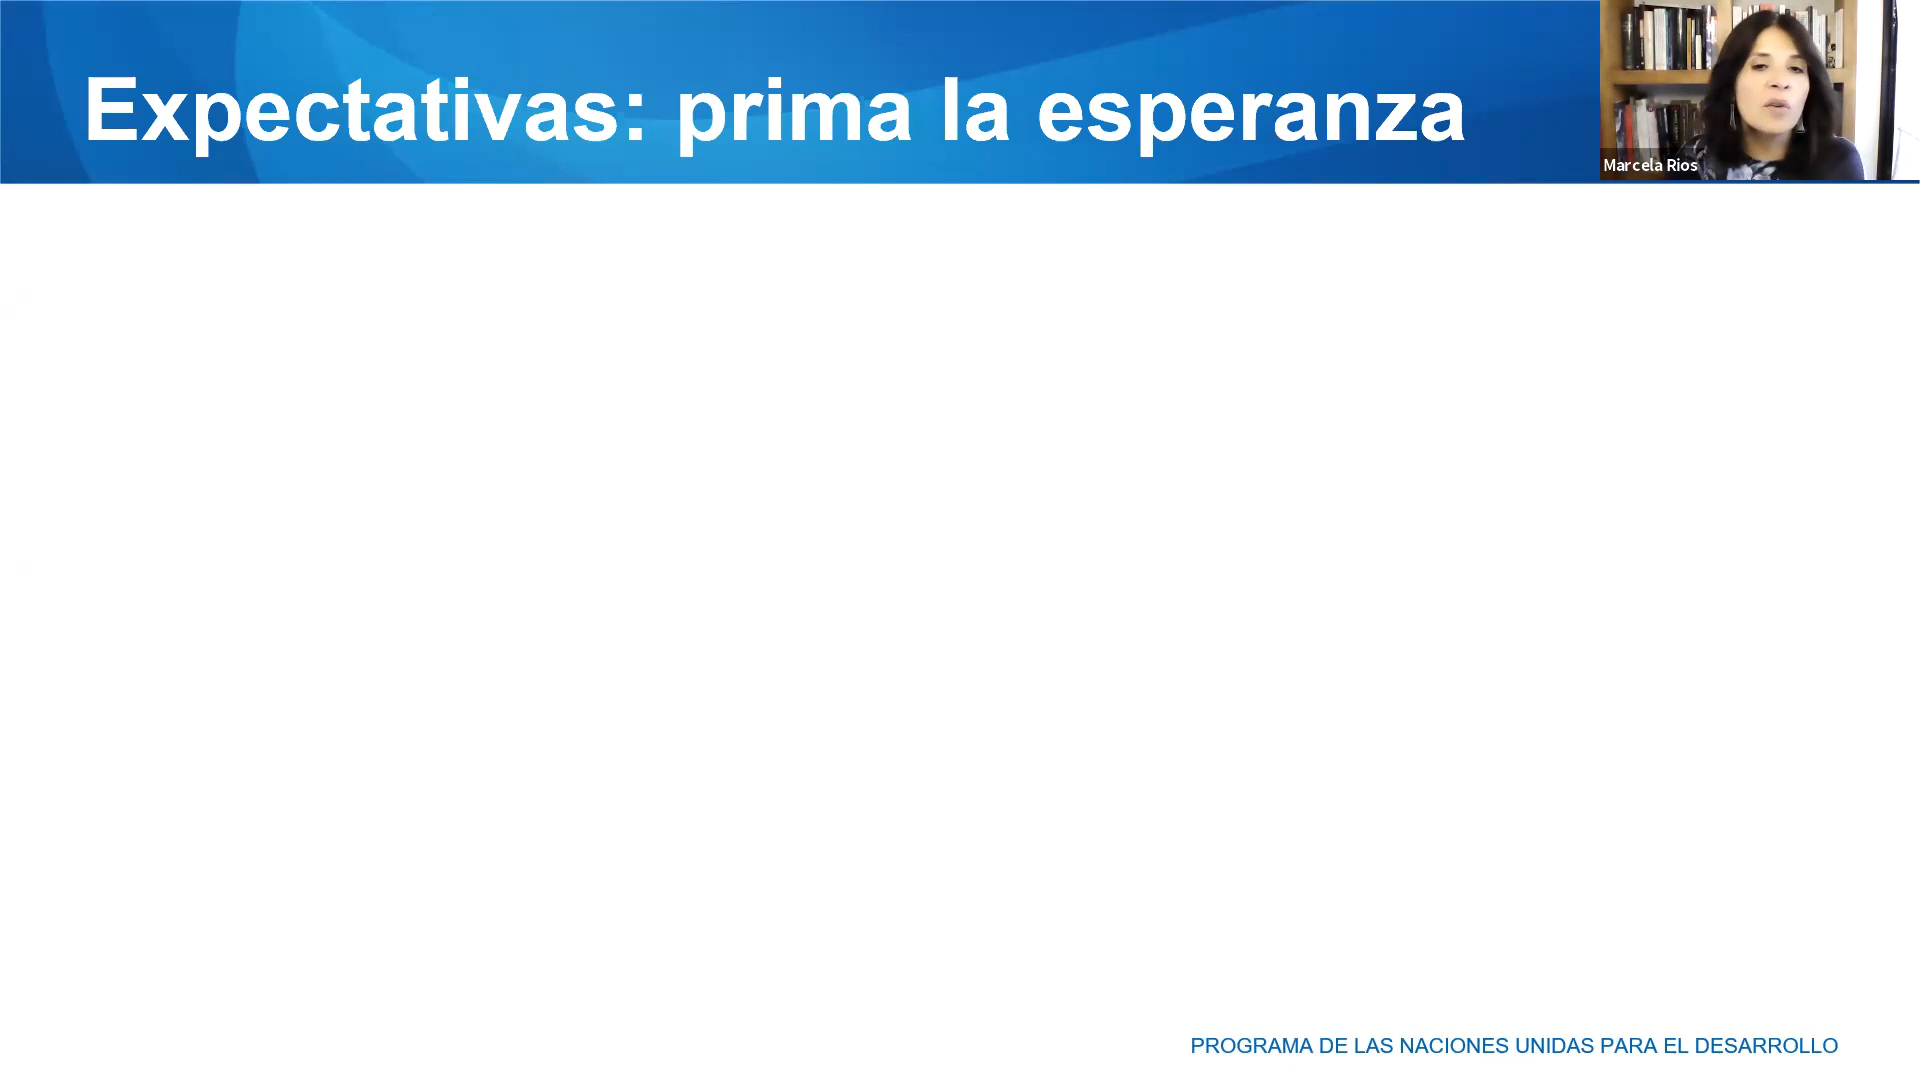 Expectativas: prima la esperanza
Marcela Rios
PROGRAMA DE LAS NACIONES UNIDAS PARA EL DESARROLLO